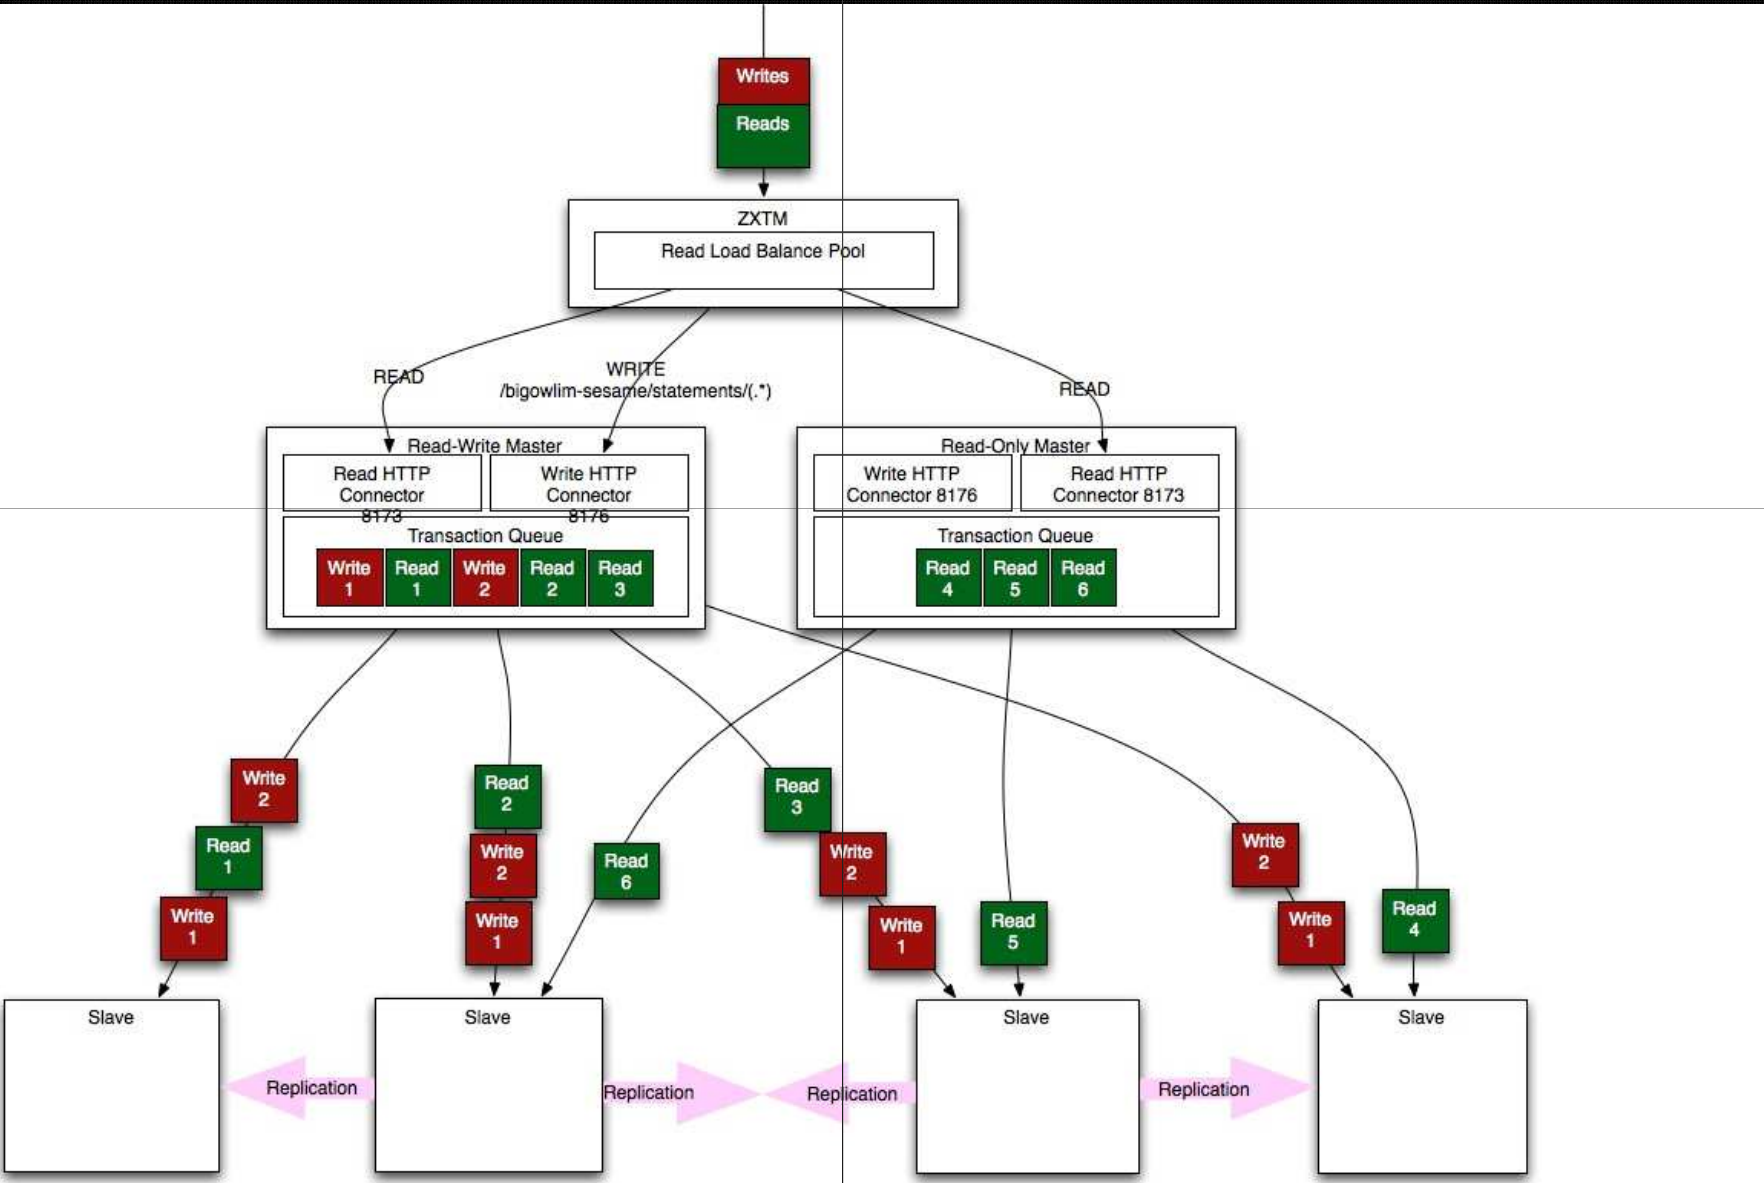 Writes
Reads
ZXTM
Read Load Balance Pool
READ
WRITE
/bigowlim-sesame/statements/(.*)
READ
Read-Write Master
Read HTTP
Connector
8173
Write HTTP
Connector
8176
Transaction Queue
Write
1
Read
1
Write
2
Read
2
Read
3
Read-Only Master
Write HTTP
Connector 8176
Read HTTP
Connector 8173
Transaction Queue
Read
4
Read
5
Read
6
Write
2
Read
1
Write
1
Read
2
Write
2
Write
1
Read
6
Read
3
Write
2
Write
1
Read
5
Write
2
Write
1
Read
4
Slave
Slave
Slave
Slave
Replication
Replication
Replication
Replication